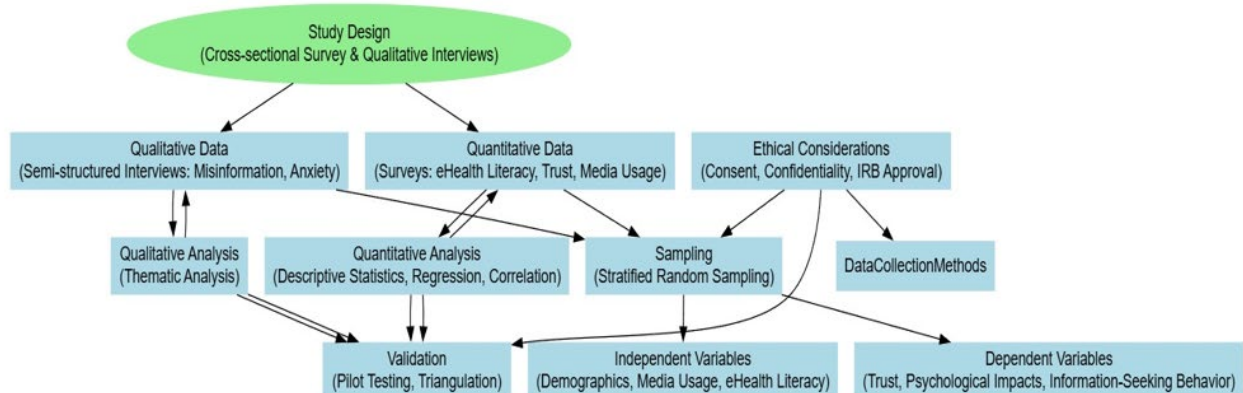 Study Design
(Cross-sectional Survey & Qualitative Interviews)
Qualitative Data
(Semi-structured Interviews: Misinformation, Anxiety)
Quantitative Data
(Surveys: eHealth Literacy, Trust, Media Usage)
Ethical Considerations
(Consent, Confidentiality, IRB Approval)
Qualitative Analysis
(Thematic Analysis)
Quantitative Analysis
(Descriptive Statistics, Regression, Correlation)
Sampling
(Stratified Random Sampling)
DataCollectionMethods
Validation
(Pilot Testing, Triangulation)
Independent Variables
(Demographics, Media Usage, eHealth Literacy)
Dependent Variables
(Trust, Psychological Impacts, Information-Seeking Behavior)